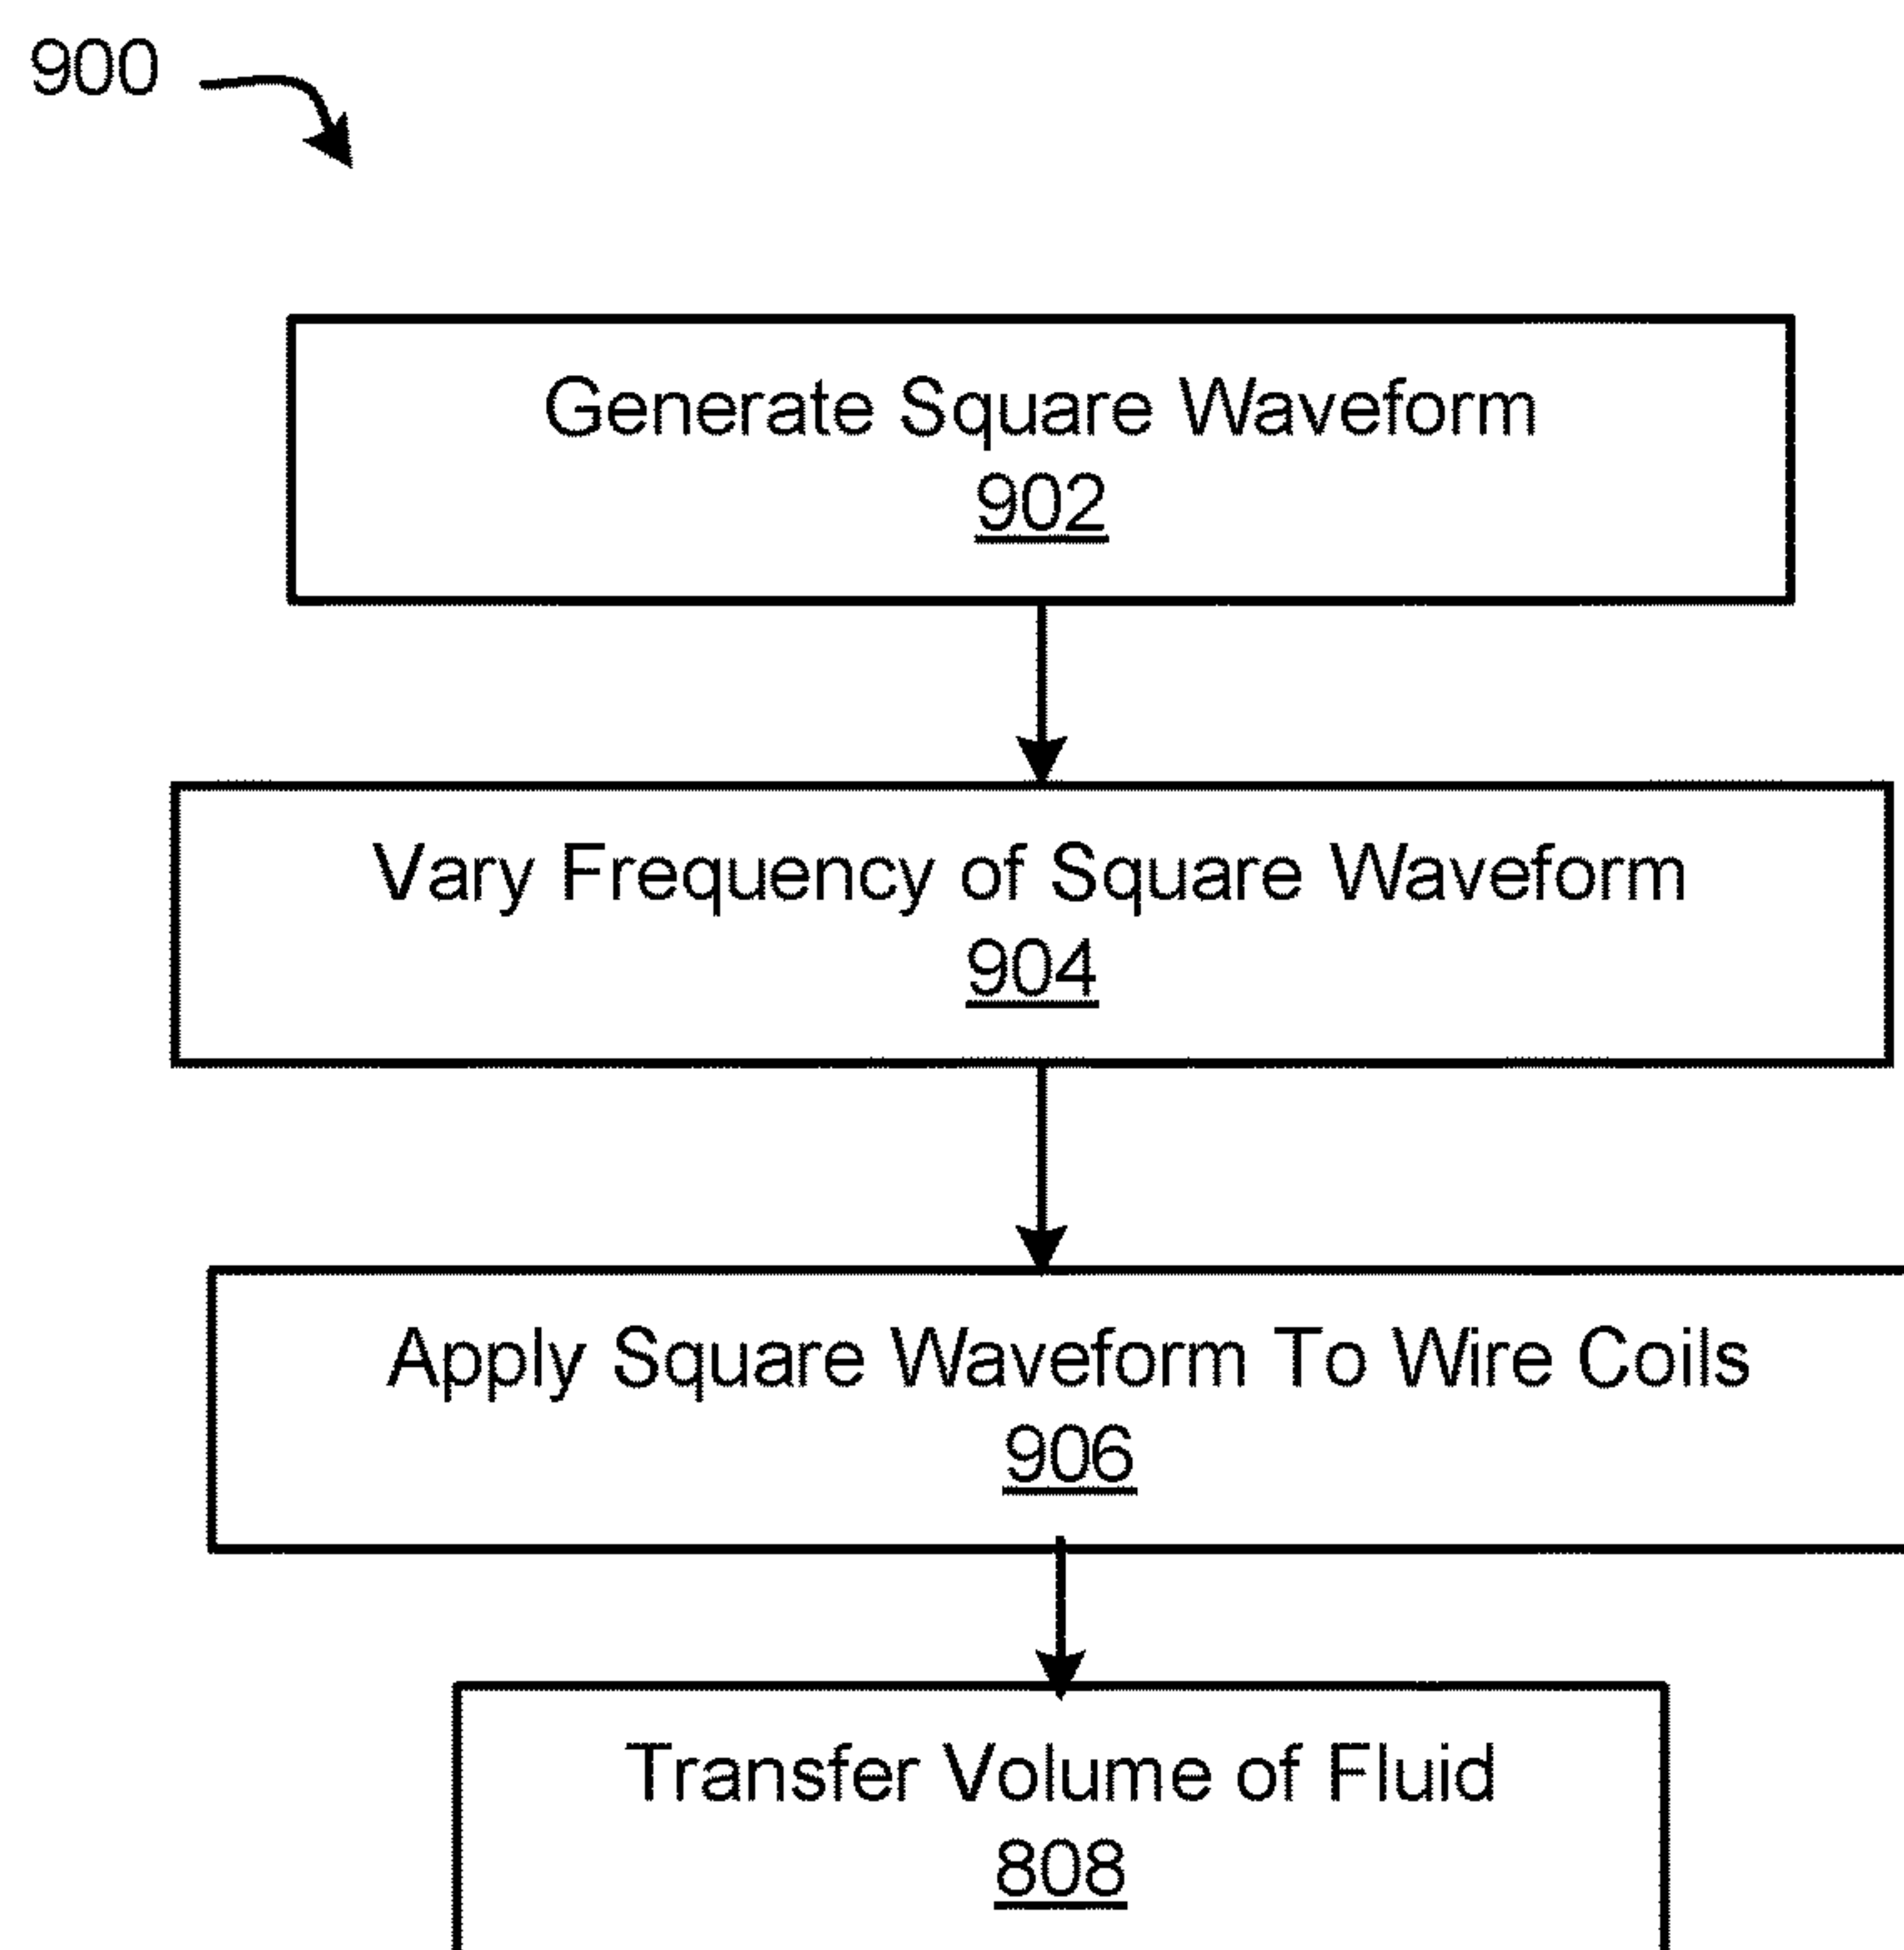 900
Generate Square Waveform
902
Vary Frequency of Square Waveform
904
Apply Square Waveform To Wire Coils
906
Transfer Volume of Fluid
808